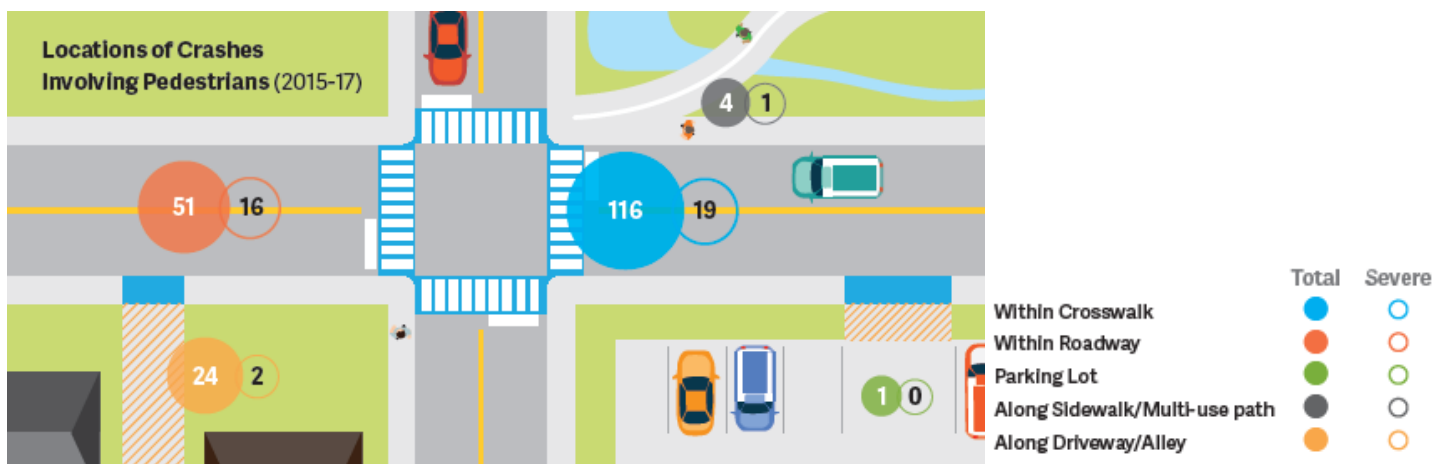 Locations of Crashes
Involving Pedestrians (2015-17)
4 1
51 16
116 19
24 2
1 0
Total Severe
Within Crosswalk
Within Roadway
Parking Lot
Along Sidewalk/Multi-use path
Along Driveway/Alley